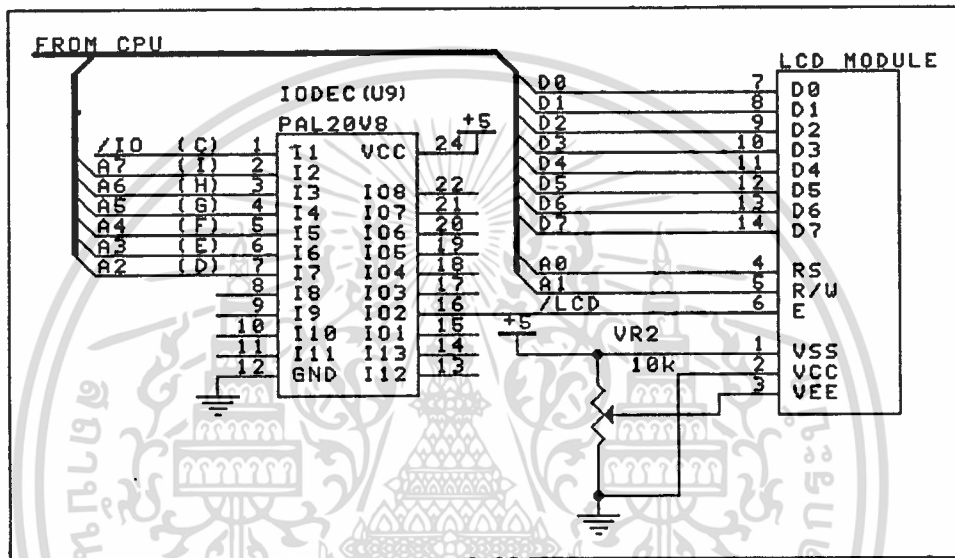 FROM CPU
LCD MODULE
IODEC(U9)
PAL20V8
+5
/IO (C) 1 I1 VCC 24
A7 (I) 2 I2
A6 (H) 3 I3 IO8 22
A5 (G) 4 I4 IO7 21
A4 (F) 5 I5 IO6 20
A3 (E) 6 I6 IO5 19
A2 (D) 7 I7 IO4 18
8 I8 IO3 17
9 I9 IO2 16
10 I10 IO1 15
11 I11 I13 14
12 GND I12 13
D0 7 D0
D1 8 D1
D2 9 D2
D3 10 D3
D4 11 D4
D5 12 D5
D6 13 D6
D7 14 D7
A0 4 RS
A1 5 R/W
/LCD 6 E
+5
VR2
10K
1 VSS
2 VCC
3 VEE